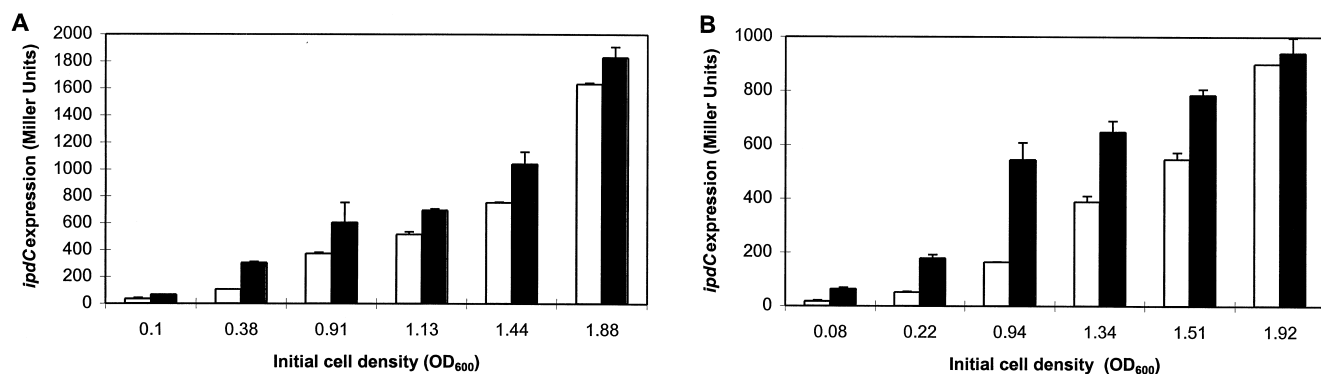 A
ipdC expression (Miller Units)
2000
1800
1600
1400
1200
1000
800
600
400
200
0
0.1 0.38 0.91 1.13 1.44 1.88
Initial cell density (OD600)
B
ipdC expression (Miller Units)
1000
800
600
400
200
0
0.08 0.22 0.94 1.34 1.51 1.92
Initial cell density (OD600)